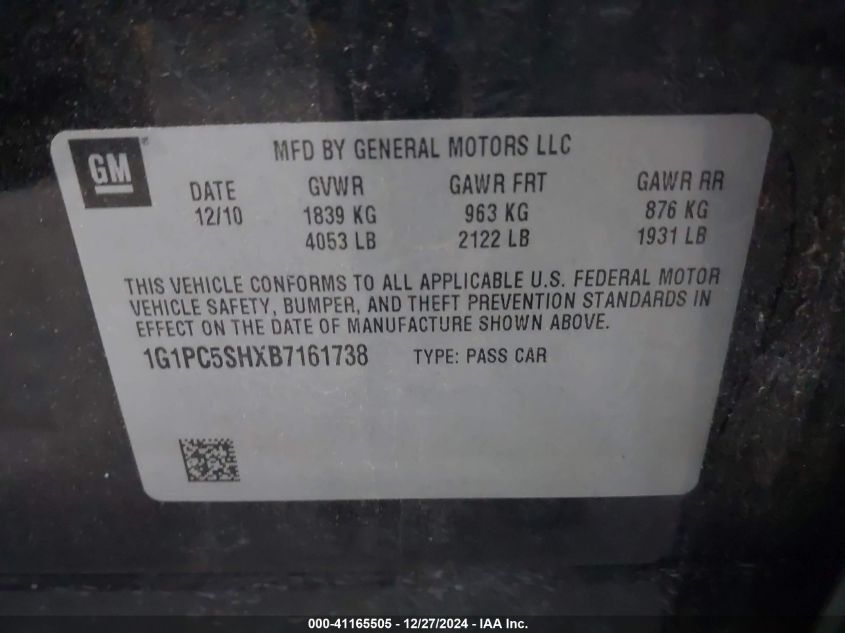 GM
MFD BY GENERAL MOTORS LLC
DATE GVWR GAWR FRT GAWR RR
12/10 1839 KG 963 KG 876 KG
4053 LB 2122 LB 1931 LB
THIS VEHICLE CONFORMS TO ALL APPLICABLE U.S. FEDERAL MOTOR
VEHICLE SAFETY, BUMPER, AND THEFT PREVENTION STANDARDS IN
EFFECT ON THE DATE OF MANUFACTURE SHOWN ABOVE.
1G1PC5SHXB7161738 TYPE: PASS CAR
000-41165505 - 12/27/2024 - IAA Inc.